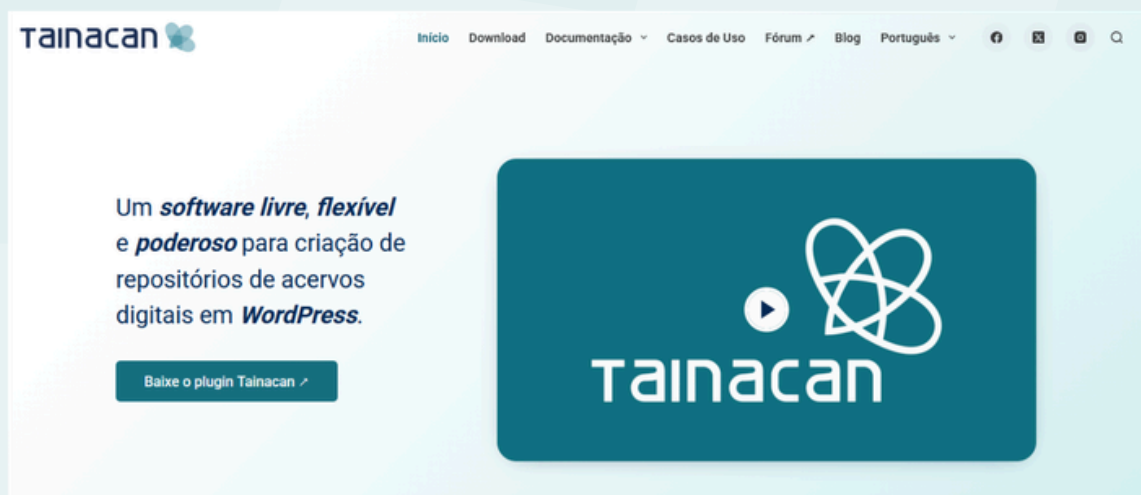 Tainacan
Início Download Documentação Casos de Uso Fórum ↗ Blog Português
Um software livre, flexível
e poderoso para criação de
repositórios de acervos
digitais em WordPress.
Baixe o plugin Tainacan ↗
Tainacan